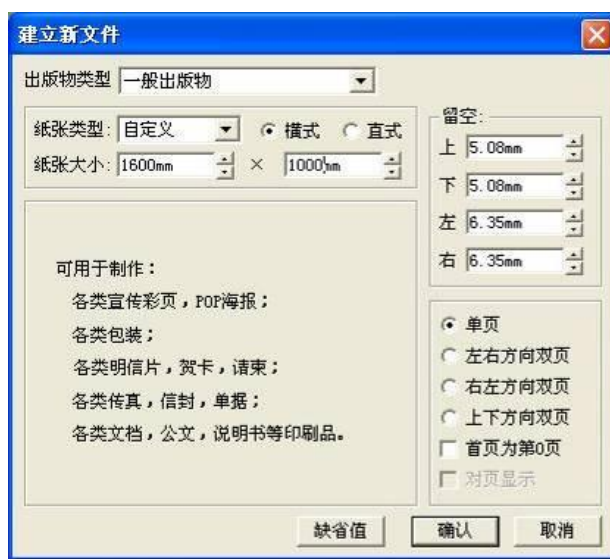 建立新文件
出版物类型 一般出版物
纸张类型: 自定义 横式 直式
纸张大小: 1600mm × 1000mm
留空:
上 5.08mm
下 5.08mm
左 6.35mm
右 6.35mm
可用于制作:
各类宣传彩页，POP海报；
各类包装；
各类明信片，贺卡，请柬；
各类传真，信封，单据；
各类文档，公文，说明书等印刷品。
单页
左右方向双页
右左方向双页
上下方向双页
首页为第0页
对页显示
缺省值 确认 取消